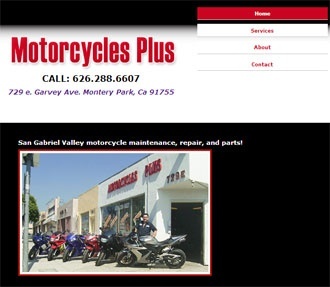 Home
Services
About
Contact
Motorcycles Plus
CALL: 626.288.6607
729 e. Garvey Ave. Montery Park, Ca 91755
San Gabriel Valley motorcycle maintenance, repair, and parts!
MOTORCYCLES PLUS